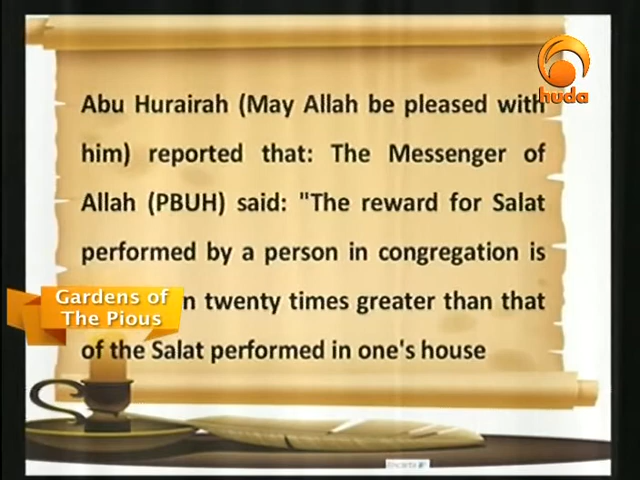 huda
Abu Hurairah (May Allah be pleased with
him) reported that: The Messenger of
Allah (PBUH) said: "The reward for Salat
performed by a person in congregation is
twenty times greater than that
of the Salat performed in one's house
Gardens of
The Pious